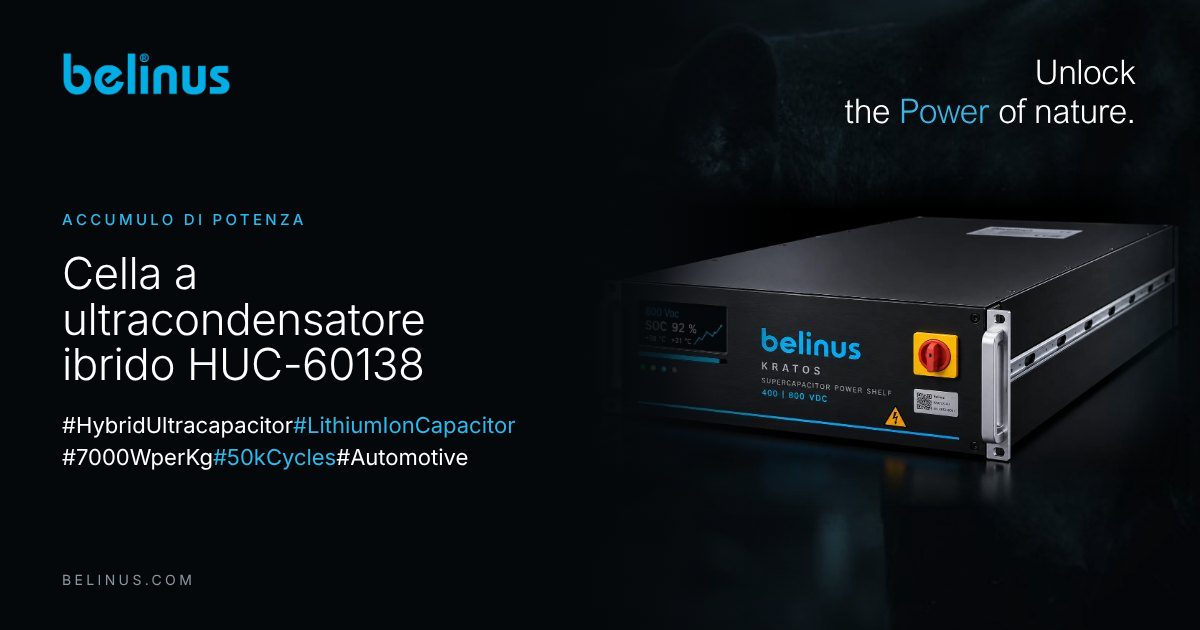 belinus®
Unlock
the Power of nature.
ACCUMULO DI POTENZA
Cella a
ultracondensatore
ibrido HUC-60138
#HybridUltracapacitor#LithiumIonCapacitor
#7000WperKg#50kCycles#Automotive
BELINUS.COM
800 Vdc
SOC 92 %
belinus
KRATOS
SUPERCAPACITOR POWER SHELF
400 | 800 VDC